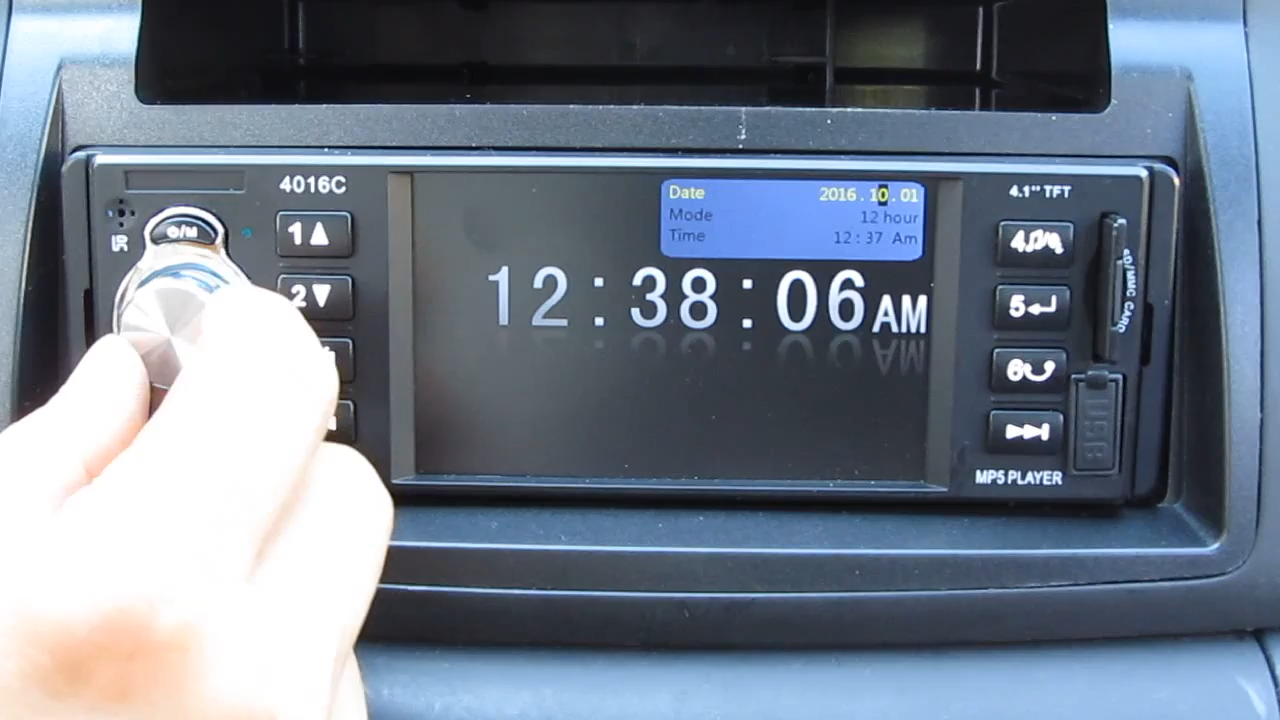 4016C
4.1" TFT
⏻/M
IR
1▲
2▼
Date 2016.10.01
Mode 12 hour
Time 12:37 Am
12:38:06 AM
4
5
6
SD/MMC CARD
USB
MP5 PLAYER